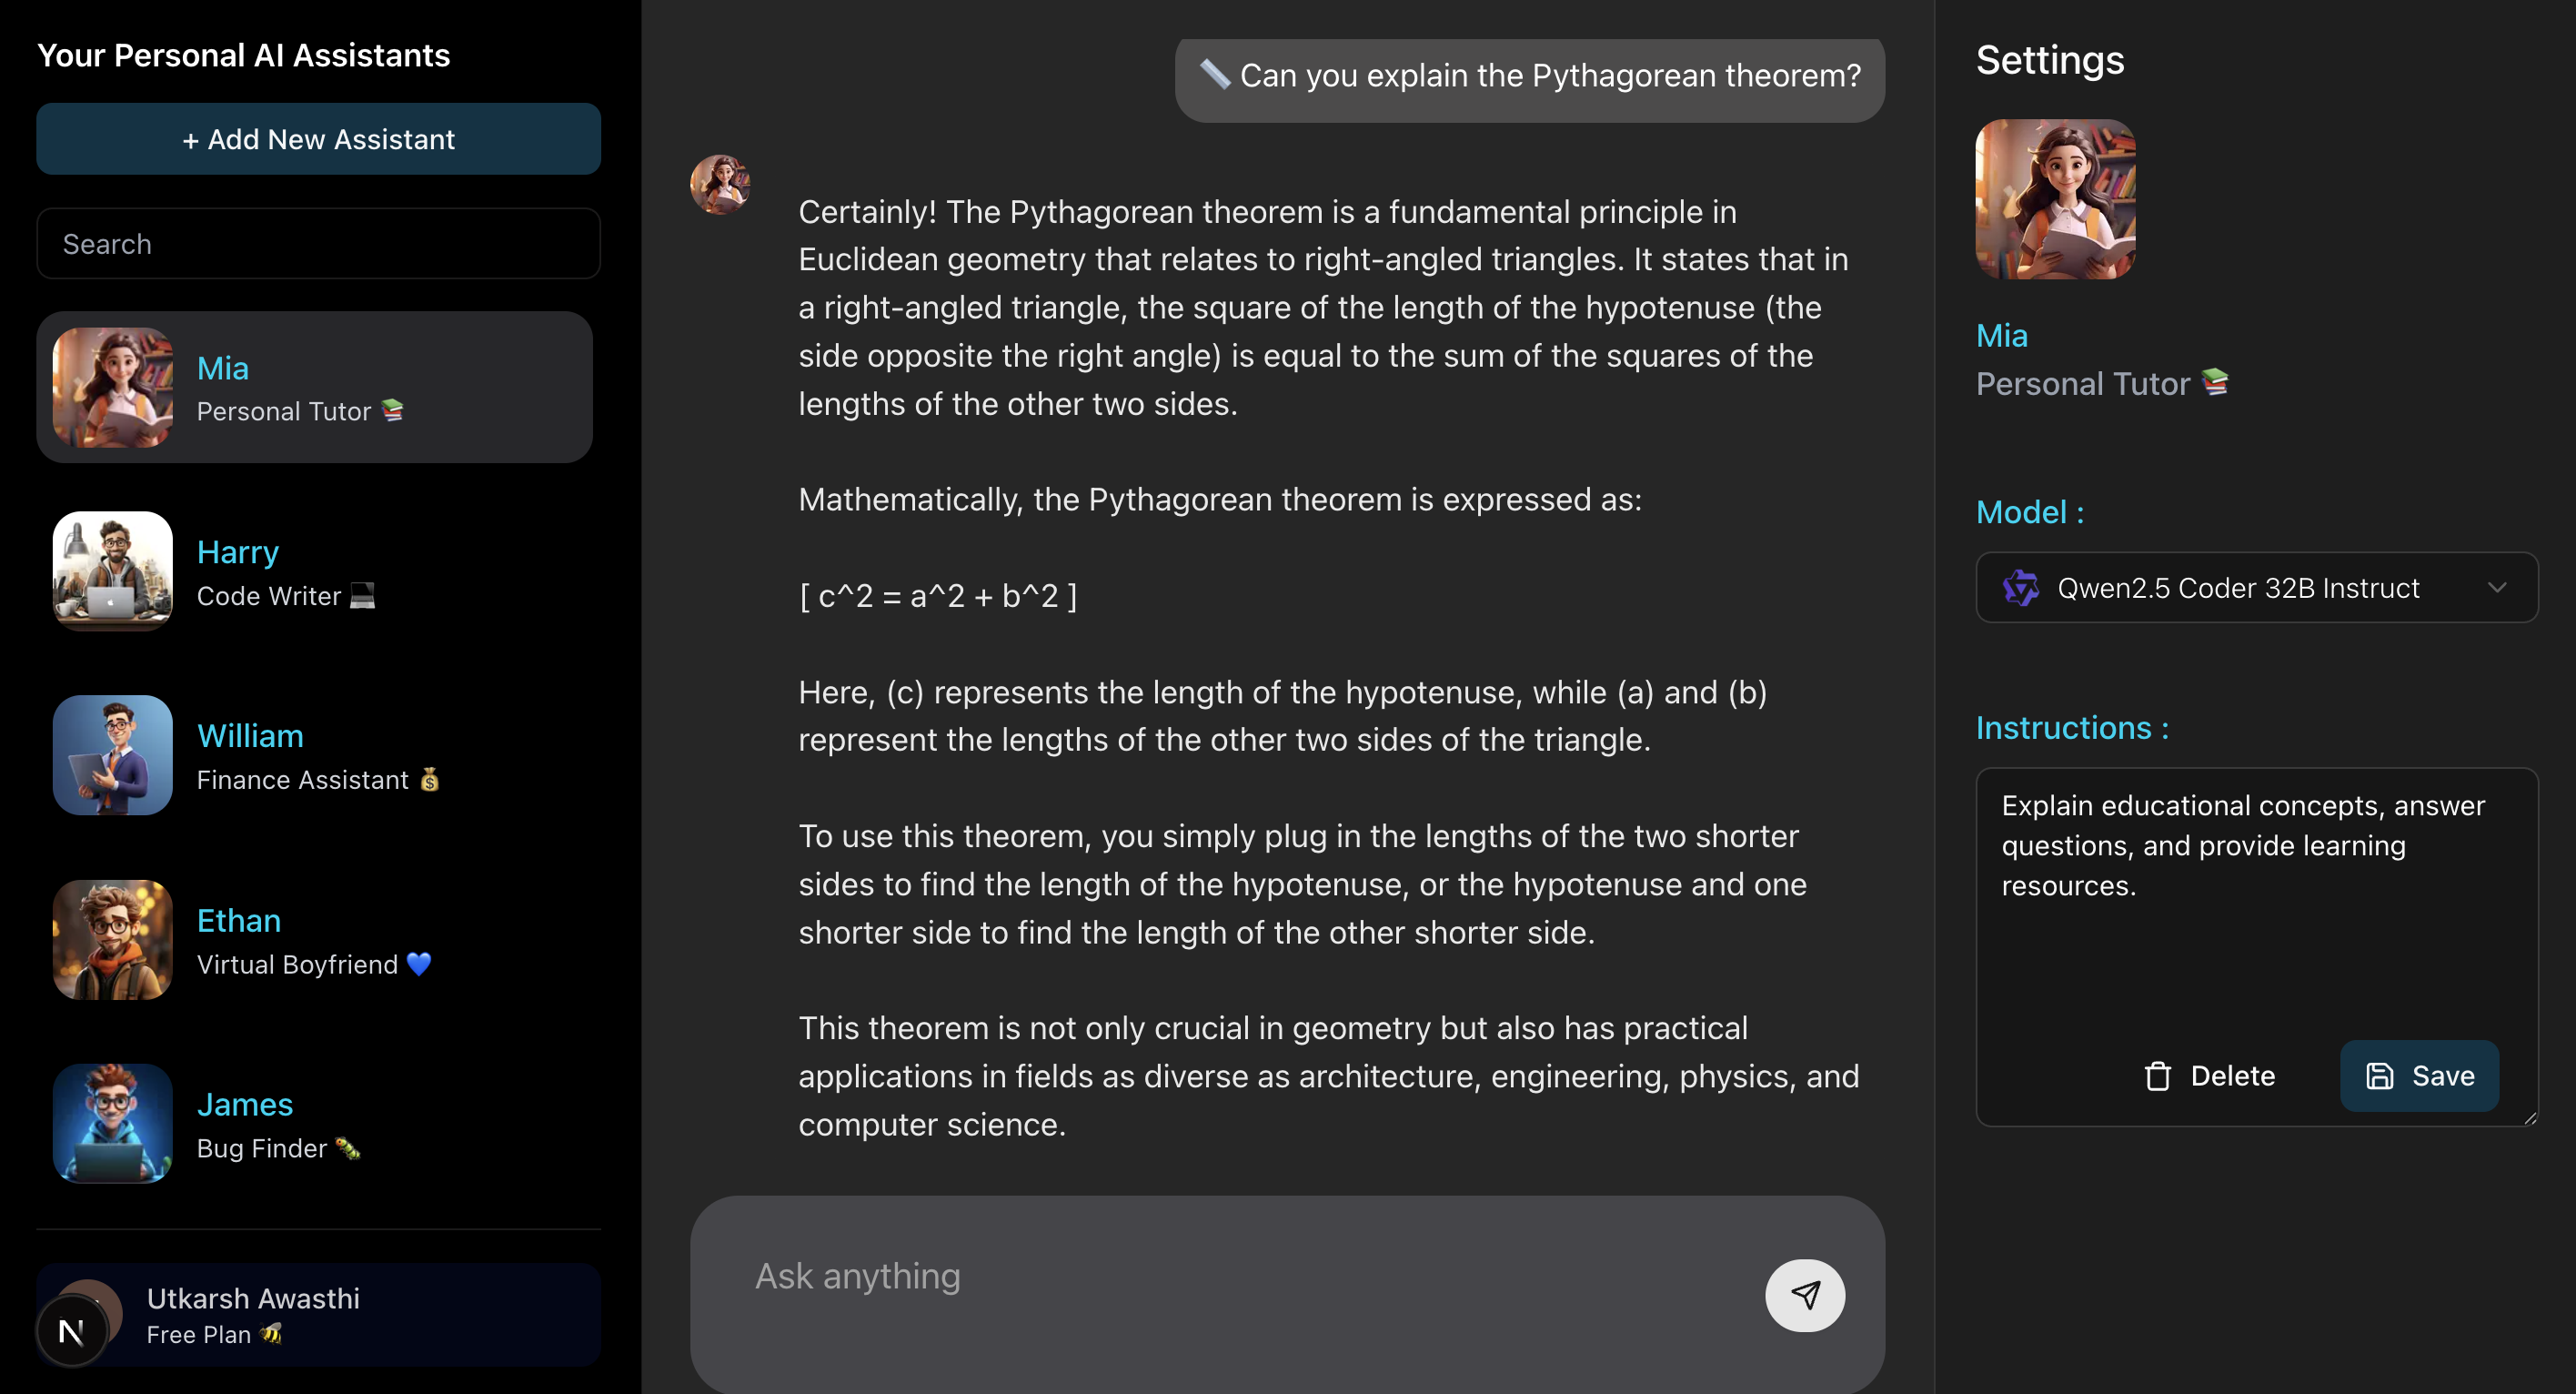 Your Personal AI Assistants
+ Add New Assistant
Search
Mia
Personal Tutor 📚
Harry
Code Writer 💻
William
Finance Assistant 💰
Ethan
Virtual Boyfriend 💙
James
Bug Finder 🐛
Utkarsh Awasthi
Free Plan 🐝
N
📏 Can you explain the Pythagorean theorem?
Certainly! The Pythagorean theorem is a fundamental principle in
Euclidean geometry that relates to right-angled triangles. It states that in
a right-angled triangle, the square of the length of the hypotenuse (the
side opposite the right angle) is equal to the sum of the squares of the
lengths of the other two sides.
Mathematically, the Pythagorean theorem is expressed as:
[ c^2 = a^2 + b^2 ]
Here, (c) represents the length of the hypotenuse, while (a) and (b)
represent the lengths of the other two sides of the triangle.
To use this theorem, you simply plug in the lengths of the two shorter
sides to find the length of the hypotenuse, or the hypotenuse and one
shorter side to find the length of the other shorter side.
This theorem is not only crucial in geometry but also has practical
applications in fields as diverse as architecture, engineering, physics, and
computer science.
Ask anything
Settings
Mia
Personal Tutor 📚
Model :
Qwen2.5 Coder 32B Instruct
Instructions :
Explain educational concepts, answer
questions, and provide learning
resources.
Delete
Save